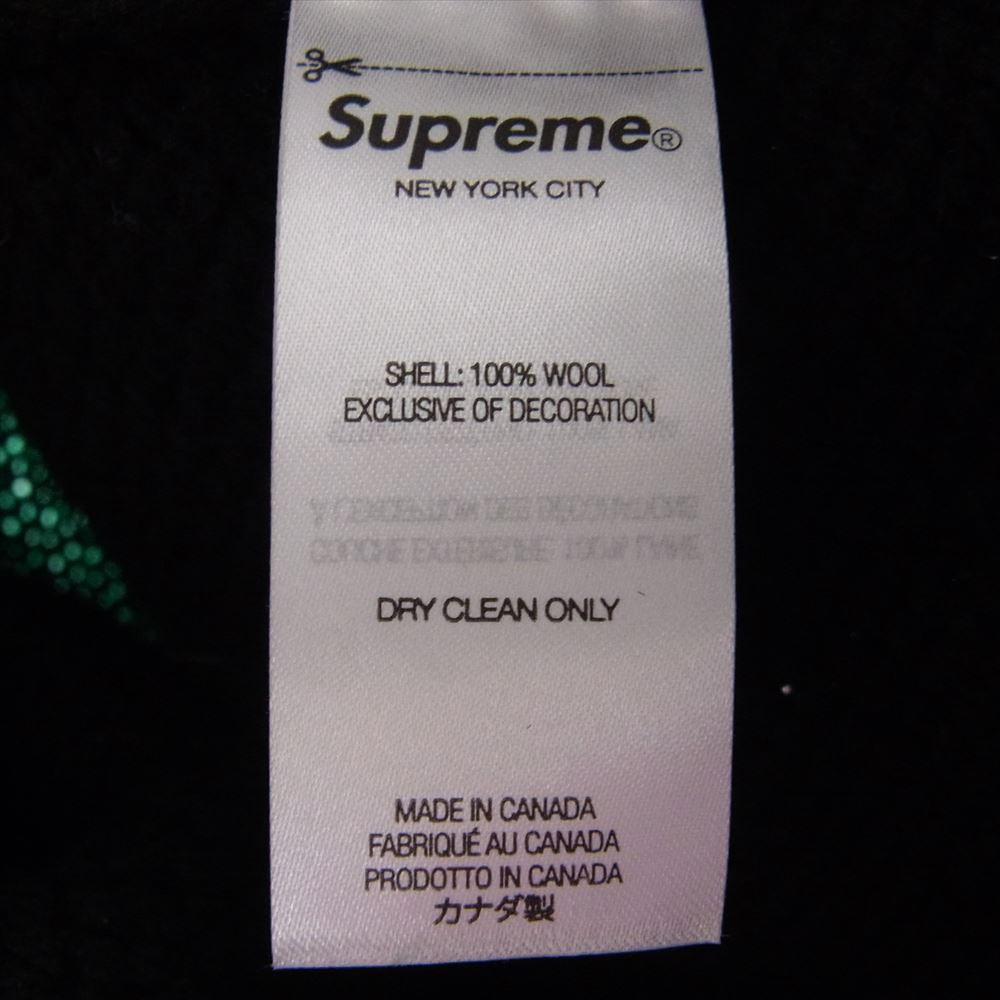 Supreme®
NEW YORK CITY
SHELL: 100% WOOL
EXCLUSIVE OF DECORATION
DRY CLEAN ONLY
MADE IN CANADA
FABRIQUÉ AU CANADA
PRODOTTO IN CANADA
カナダ製